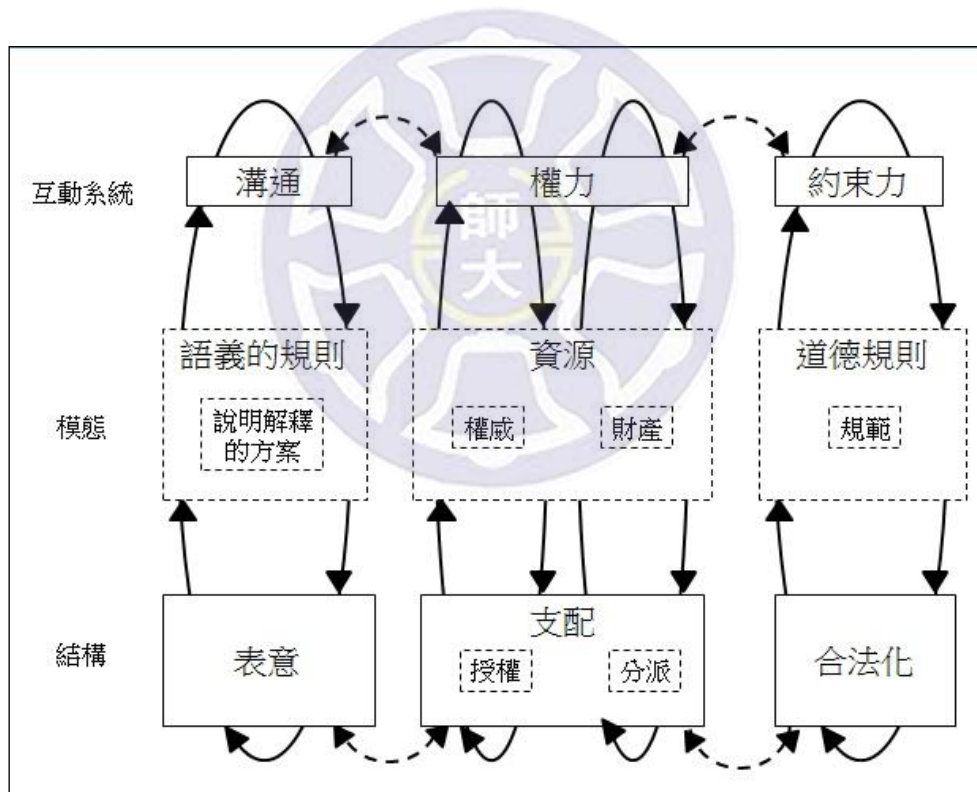 互動系統
溝通
權力
約束力
師
大
模態
語義的規則
說明解釋
的方案
資源
權威
財產
道德規則
規範
結構
表意
支配
授權
分派
合法化